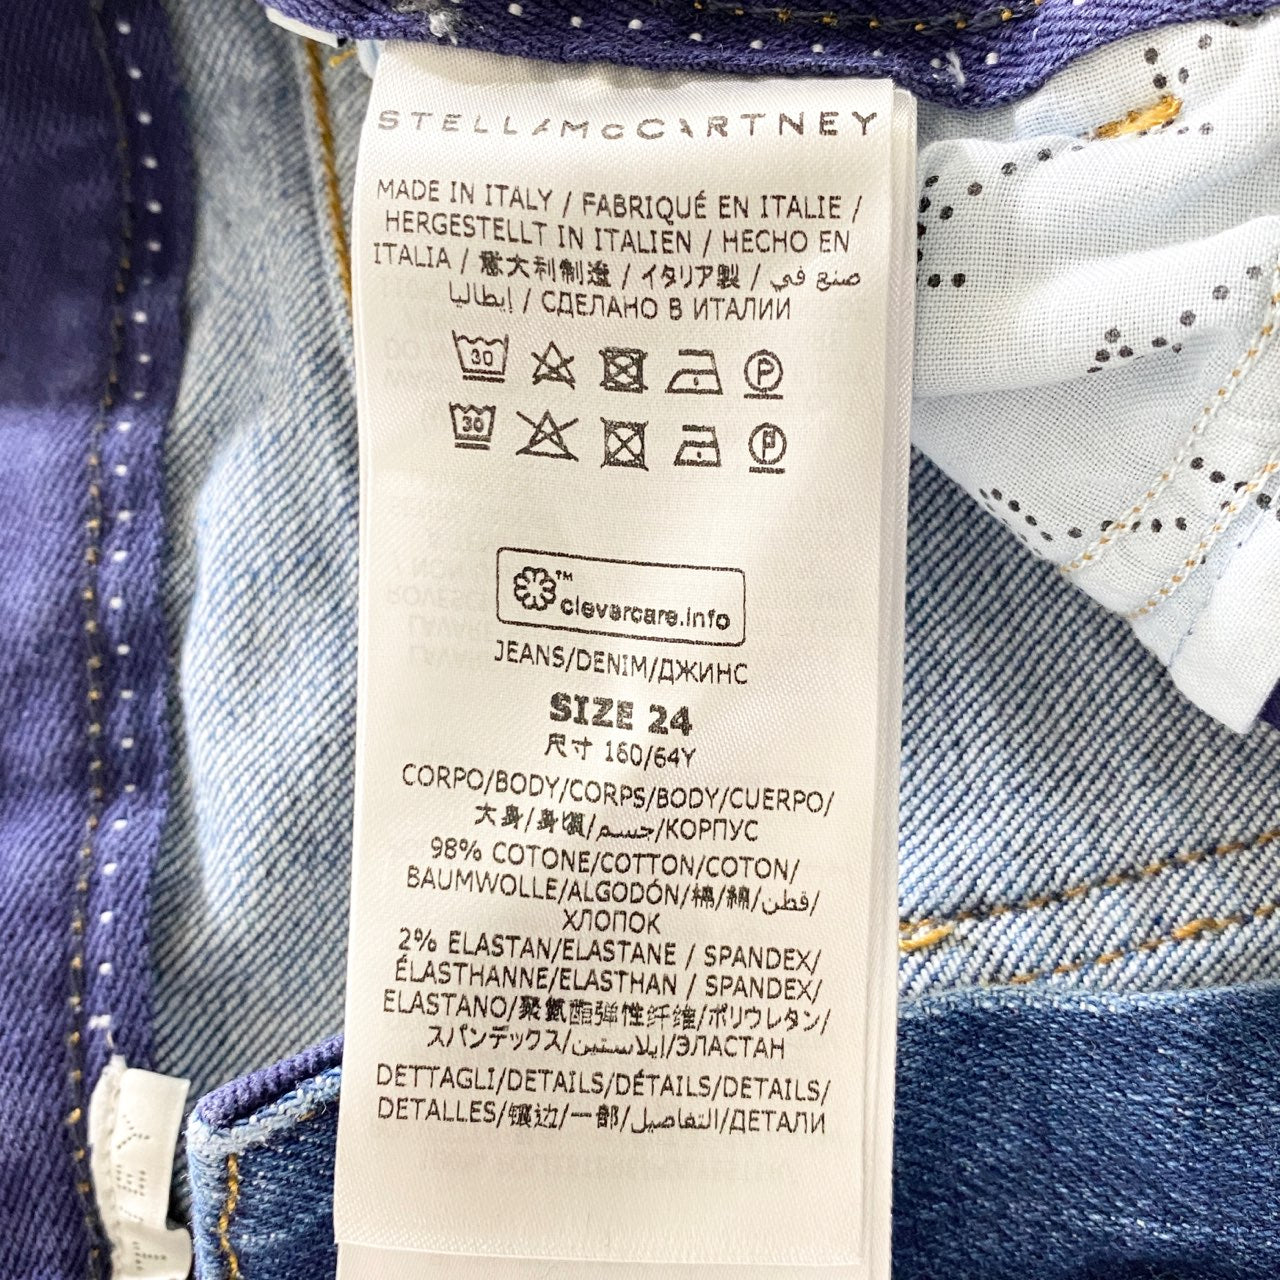 STELLA McCARTNEY
MADE IN ITALY / FABRIQUÉ EN ITALIE /
HERGESTELLT IN ITALIEN / HECHO EN
ITALIA / 意大利制造 / イタリア製 / صنع في
إيطاليا / СДЕЛАНО В ИТАЛИИ
30 P
30 P
™
clevercare.info
JEANS/DENIM/ДЖИНС
SIZE 24
尺寸 160/64Y
CORPO/BODY/CORPS/BODY/CUERPO/
大身/身頃/جسم/КОРПУС
98% COTONE/COTTON/COTON/
BAUMWOLLE/ALGODÓN/棉/綿/قطن/
ХЛОПОК
2% ELASTAN/ELASTANE / SPANDEX/
ÉLASTHANNE/ELASTHAN / SPANDEX/
ELASTANO/聚氨酯弹性纤维/ポリウレタン/
スパンデックス/إيلاستين/ЭЛАСТАН
DETTAGLI/DETAILS/DÉTAILS/DETAILS/
DETALLES/镶边/一部/التفاصيل/ДЕТАЛИ